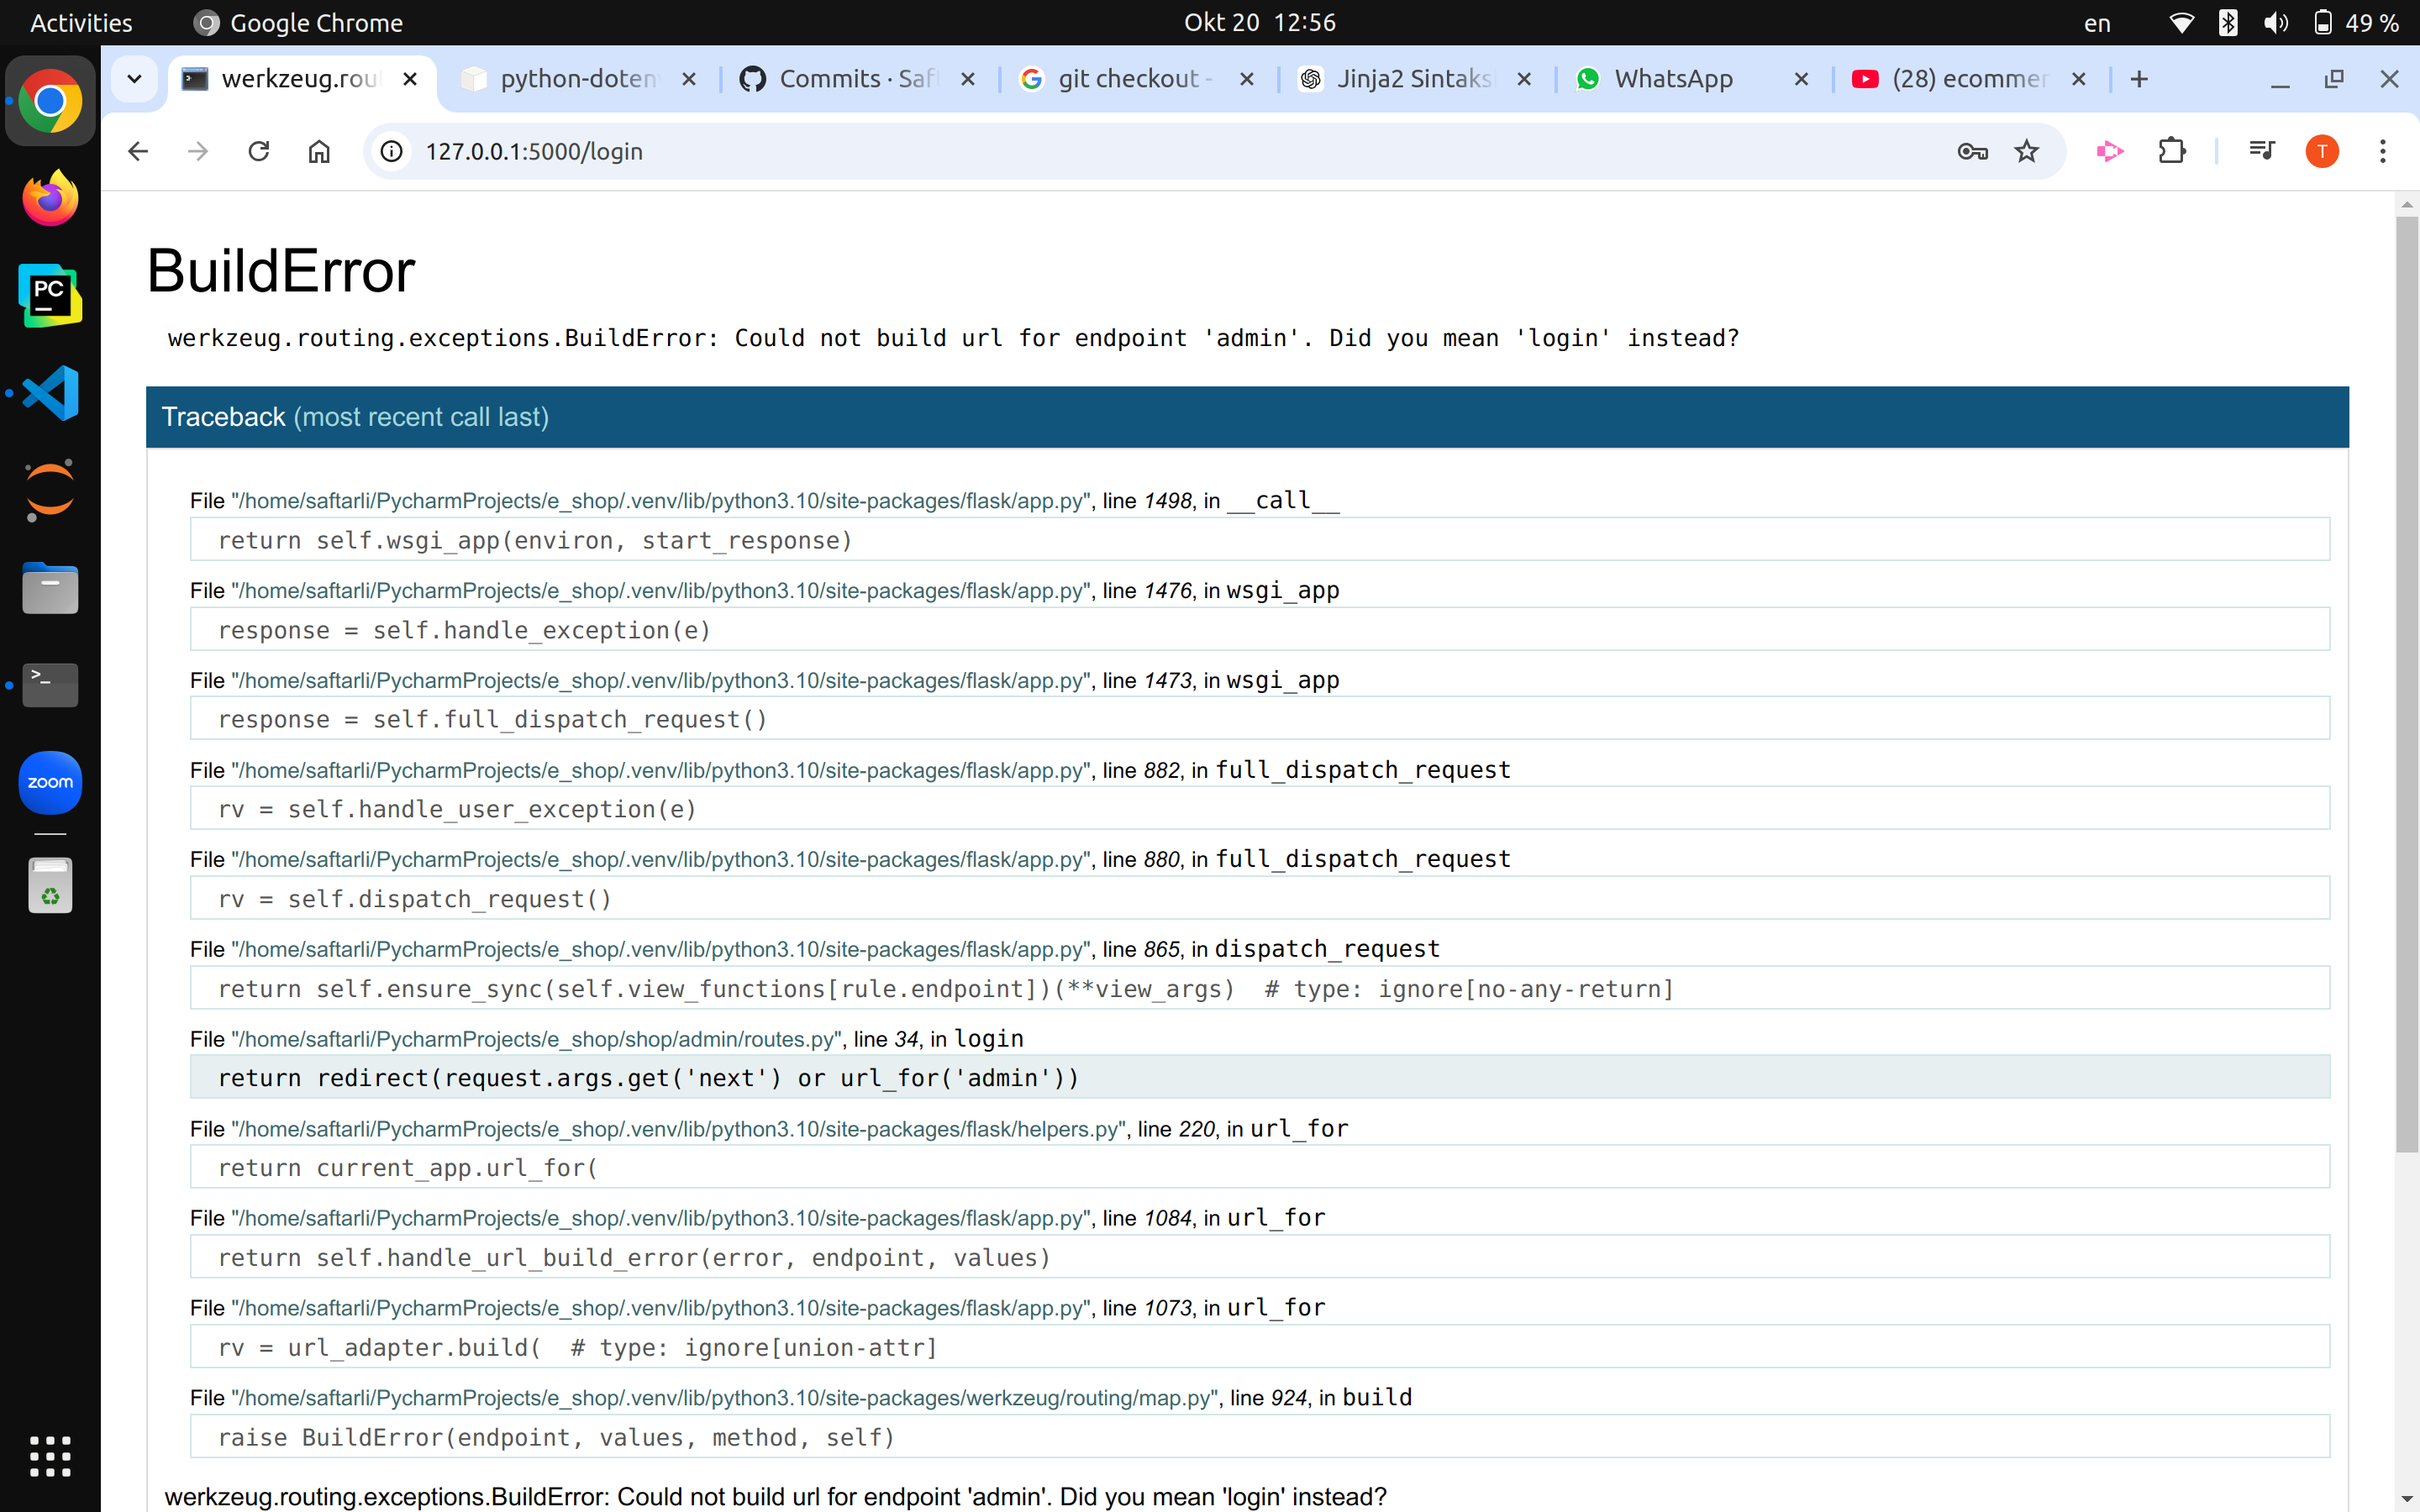 Activities
Google Chrome
Okt 20 12:56
en
49 %
werkzeug.rou
python-doten
Commits · Saf
git checkout -
Jinja2 Sintaks
WhatsApp
(28) ecommer
127.0.0.1:5000/login
T
PC
BuildError
werkzeug.routing.exceptions.BuildError: Could not build url for endpoint 'admin'. Did you mean 'login' instead?
Traceback (most recent call last)
File "/home/saftarli/PycharmProjects/e_shop/.venv/lib/python3.10/site-packages/flask/app.py", line 1498, in __call__
return self.wsgi_app(environ, start_response)
File "/home/saftarli/PycharmProjects/e_shop/.venv/lib/python3.10/site-packages/flask/app.py", line 1476, in wsgi_app
response = self.handle_exception(e)
File "/home/saftarli/PycharmProjects/e_shop/.venv/lib/python3.10/site-packages/flask/app.py", line 1473, in wsgi_app
response = self.full_dispatch_request()
File "/home/saftarli/PycharmProjects/e_shop/.venv/lib/python3.10/site-packages/flask/app.py", line 882, in full_dispatch_request
rv = self.handle_user_exception(e)
File "/home/saftarli/PycharmProjects/e_shop/.venv/lib/python3.10/site-packages/flask/app.py", line 880, in full_dispatch_request
rv = self.dispatch_request()
File "/home/saftarli/PycharmProjects/e_shop/.venv/lib/python3.10/site-packages/flask/app.py", line 865, in dispatch_request
return self.ensure_sync(self.view_functions[rule.endpoint])(**view_args)  # type: ignore[no-any-return]
File "/home/saftarli/PycharmProjects/e_shop/shop/admin/routes.py", line 34, in login
return redirect(request.args.get('next') or url_for('admin'))
File "/home/saftarli/PycharmProjects/e_shop/.venv/lib/python3.10/site-packages/flask/helpers.py", line 220, in url_for
return current_app.url_for(
File "/home/saftarli/PycharmProjects/e_shop/.venv/lib/python3.10/site-packages/flask/app.py", line 1084, in url_for
return self.handle_url_build_error(error, endpoint, values)
File "/home/saftarli/PycharmProjects/e_shop/.venv/lib/python3.10/site-packages/flask/app.py", line 1073, in url_for
rv = url_adapter.build(  # type: ignore[union-attr]
File "/home/saftarli/PycharmProjects/e_shop/.venv/lib/python3.10/site-packages/werkzeug/routing/map.py", line 924, in build
raise BuildError(endpoint, values, method, self)
werkzeug.routing.exceptions.BuildError: Could not build url for endpoint 'admin'. Did you mean 'login' instead?
zoom